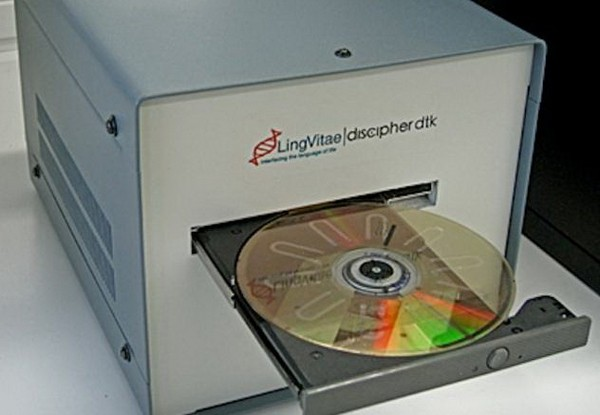 LingVitae|discipher dtk
interfacing the language of life